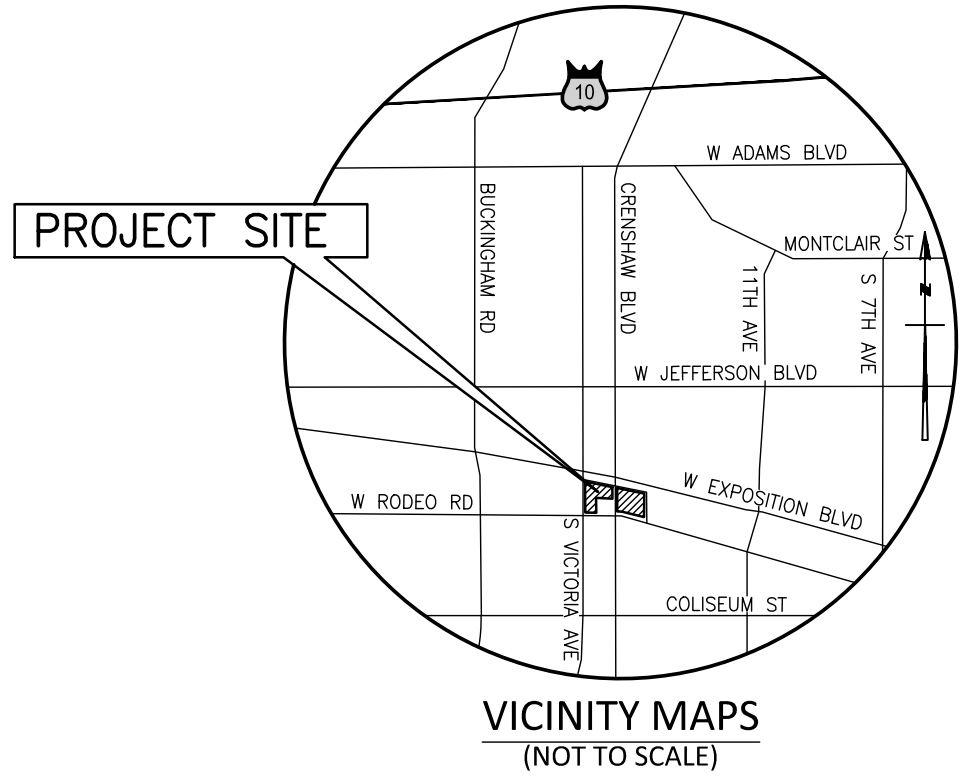 10
W ADAMS BLVD
PROJECT SITE
BUCKINGHAM RD
CRENSHAW BLVD
MONTCLAIR ST
11TH AVE
S 7TH AVE
N
W JEFFERSON BLVD
W RODEO RD
W EXPOSITION BLVD
S VICTORIA AVE
COLISEUM ST
VICINITY MAPS
(NOT TO SCALE)